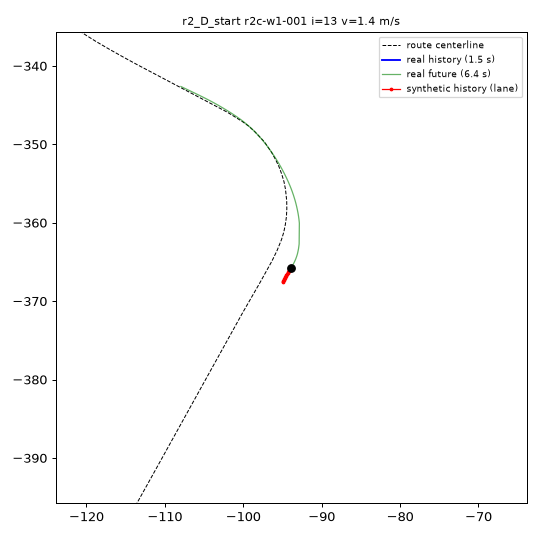 r2_D_start r2c-w1-001 i=13 v=1.4 m/s
route centerline
real history (1.5 s)
real future (6.4 s)
synthetic history (lane)
−340
−350
−360
−370
−380
−390
−120
−110
−100
−90
−80
−70